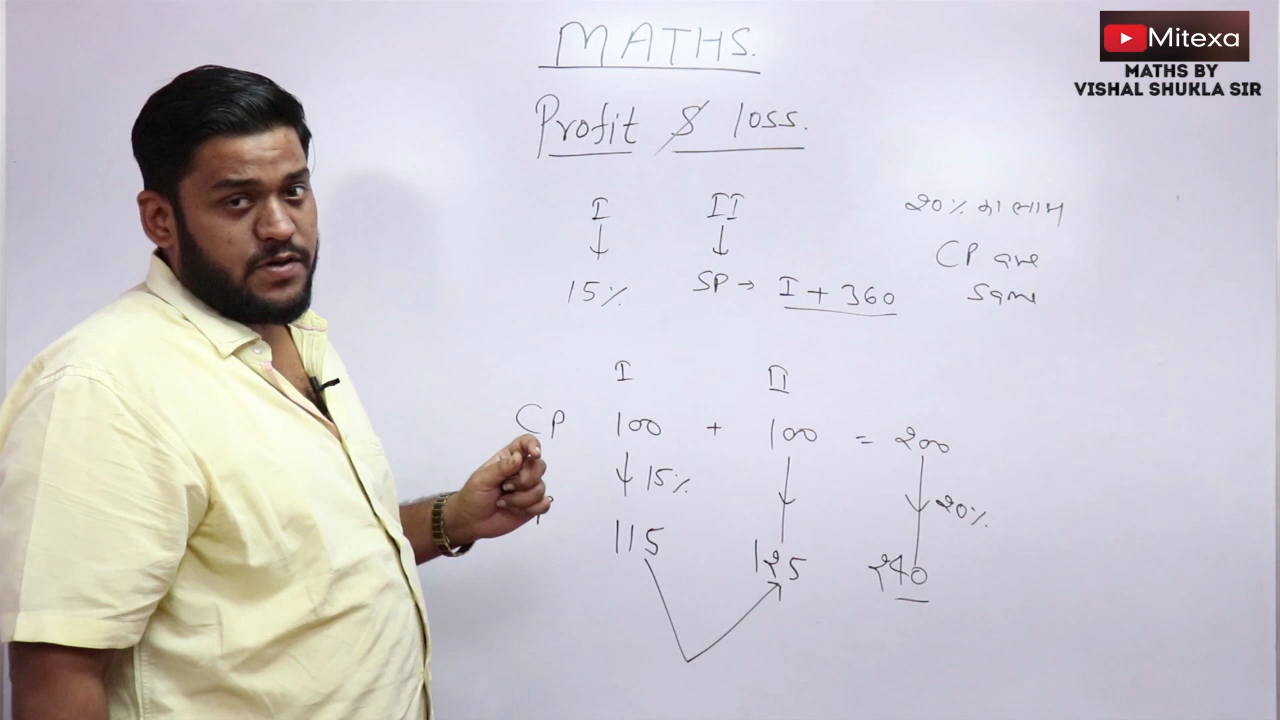 Mitexa
MATHS BY
VISHAL SHUKLA SIR
MATHS.
Profit & loss.
I II
15% SP → I + 360
20% का लाभ
CP are
same
I II
CP 100 + 100 = 200
15% 20%
115 125 240